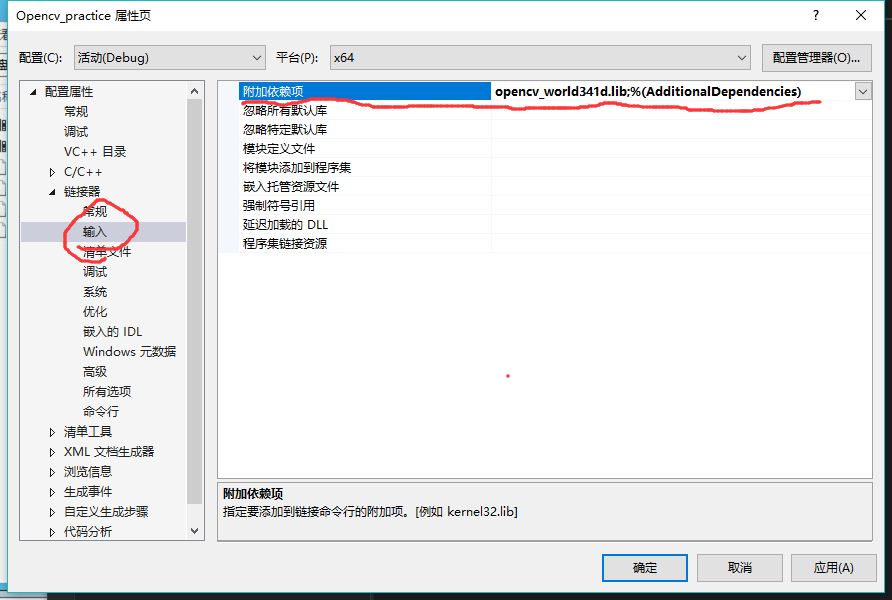 Opencv_practice 属性页
配置(C): 活动(Debug) 平台(P): x64 配置管理器(O)...
配置属性
常规
调试
VC++ 目录
C/C++
链接器
常规
输入
清单文件
调试
系统
优化
嵌入的 IDL
Windows 元数据
高级
所有选项
命令行
清单工具
XML 文档生成器
浏览信息
生成事件
自定义生成步骤
代码分析
附加依赖项 opencv_world341d.lib;%(AdditionalDependencies)
忽略所有默认库
忽略特定默认库
模块定义文件
将模块添加到程序集
嵌入托管资源文件
强制符号引用
延迟加载的 DLL
程序集链接资源
附加依赖项
指定要添加到链接命令行的附加项。[例如 kernel32.lib]
确定 取消 应用(A)